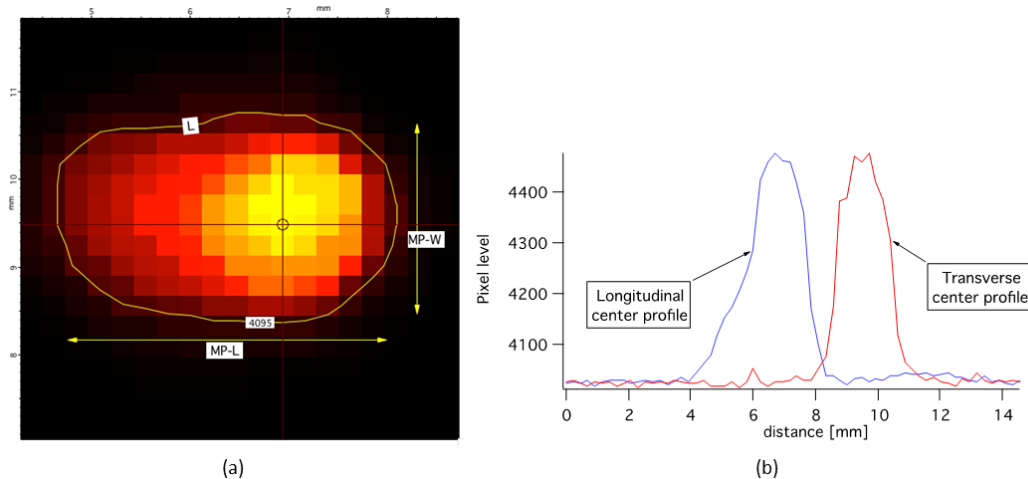 mm
5 6 7 8
11
10
mm
9
8
L
MP-W
4095
MP-L
(a)
Pixel level
4400
4300
4200
4100
Longitudinal
center profile
Transverse
center profile
0 2 4 6 8 10 12 14
distance [mm]
(b)